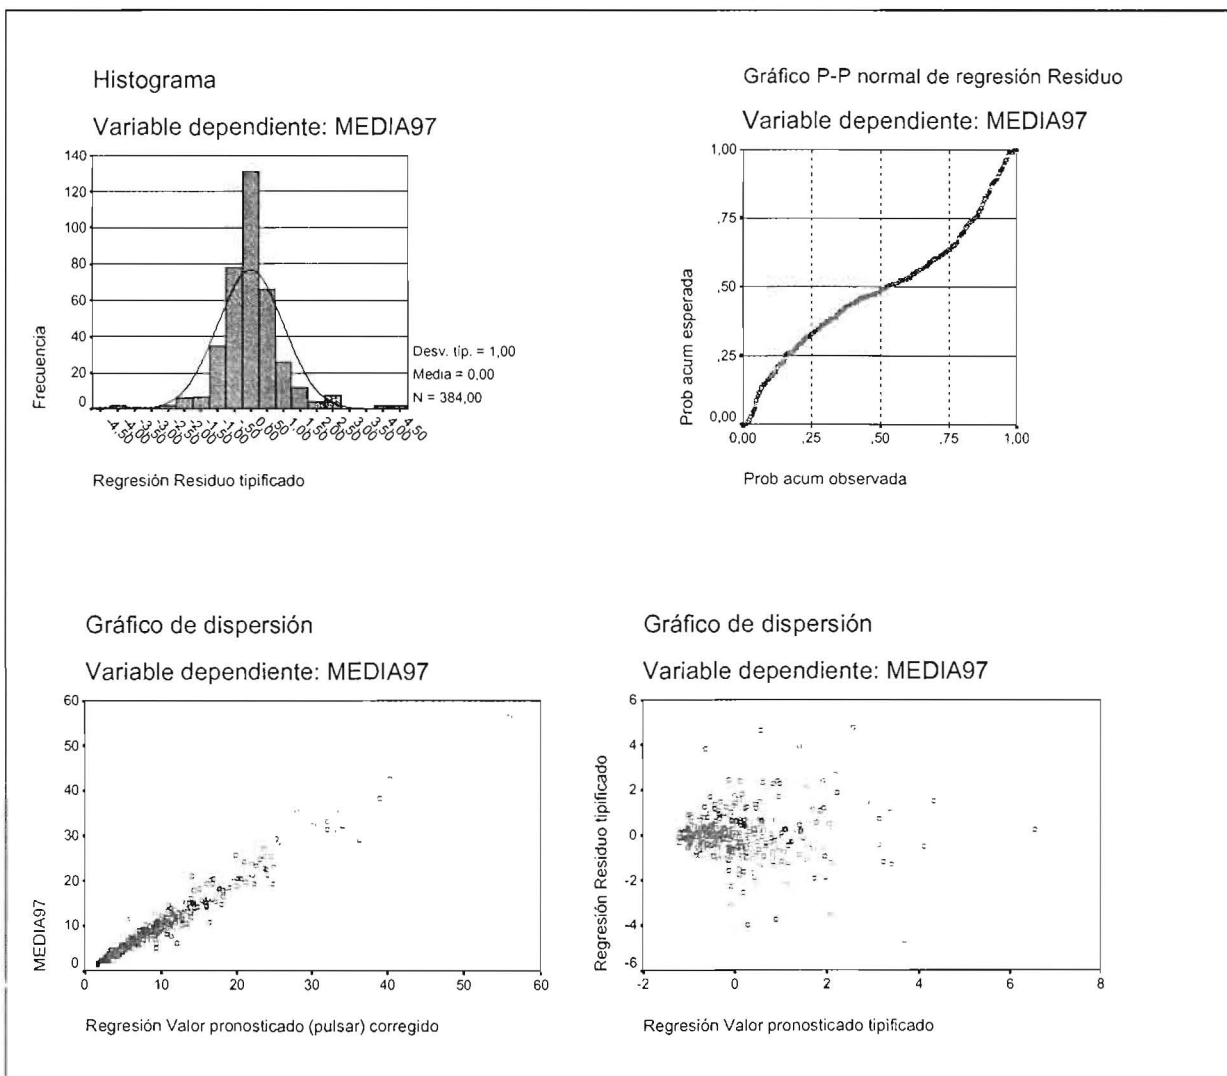 Histograma
Variable dependiente: MEDIA97
140
120
100
80
60
40
20
0
Frecuencia
Desv. típ. = 1,00
Media = 0,00
N = 384,00
Regresión Residuo tipificado
Gráfico P-P normal de regresión Residuo
Variable dependiente: MEDIA97
1,00
,75
,50
,25
0,00
Prob acum esperada
0,00 ,25 ,50 ,75 1,00
Prob acum observada
Gráfico de dispersión
Variable dependiente: MEDIA97
60
50
40
30
20
10
0
MEDIA97
0 10 20 30 40 50 60
Regresión Valor pronosticado (pulsar) corregido
Gráfico de dispersión
Variable dependiente: MEDIA97
6
4
2
0
-2
-4
-6
Regresión Residuo tipificado
-2 0 2 4 6 8
Regresión Valor pronosticado tipificado